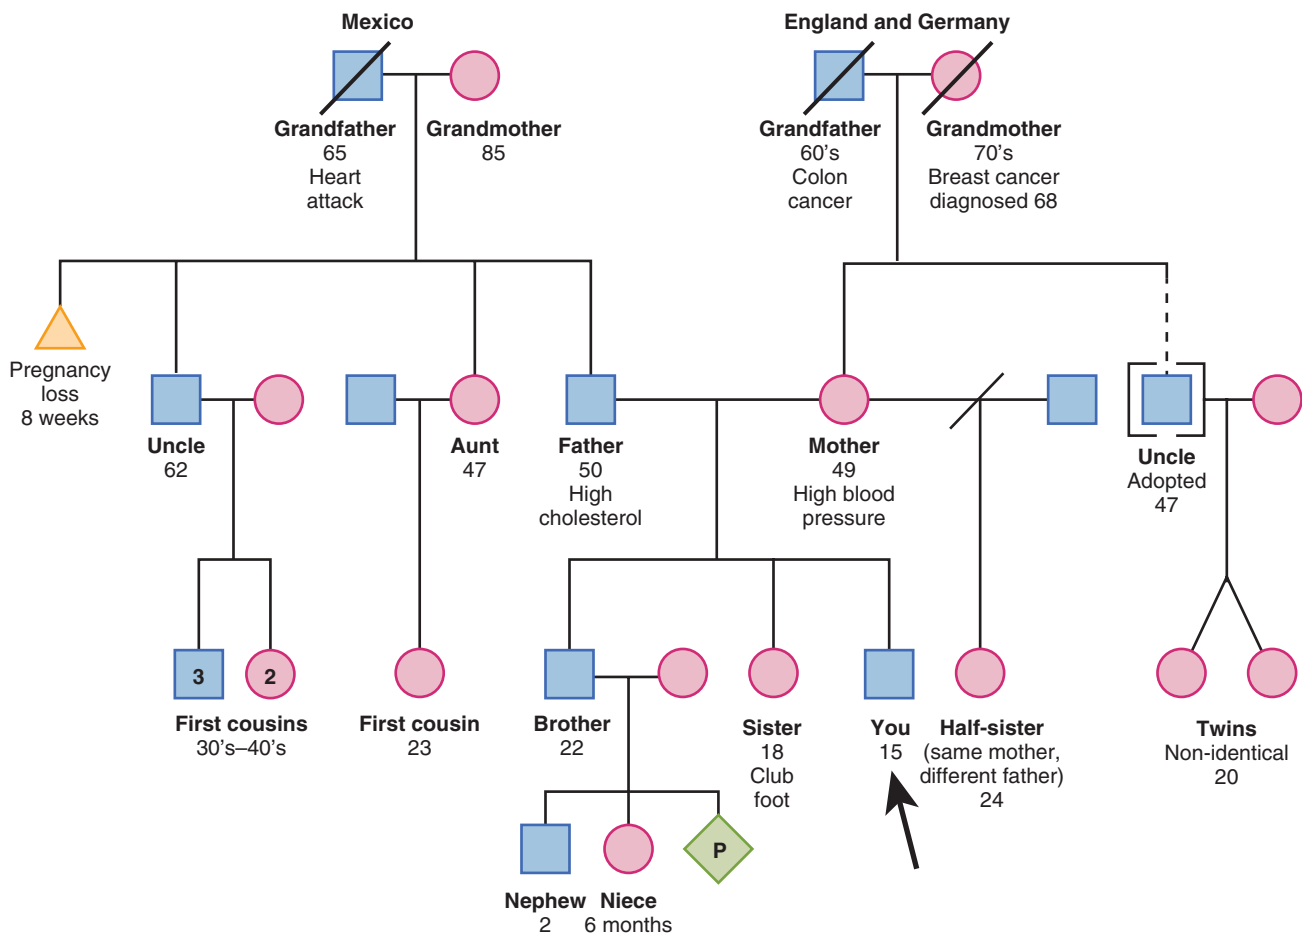 Mexico
England and Germany
Grandfather
65
Heart
attack
Grandmother
85
Grandfather
60's
Colon
cancer
Grandmother
70's
Breast cancer
diagnosed 68
Pregnancy
loss
8 weeks
Uncle
62
Aunt
47
Father
50
High
cholesterol
Mother
49
High blood
pressure
Uncle
Adopted
47
3
2
First cousins
30's–40's
First cousin
23
Brother
22
Sister
18
Club
foot
You
15
Half-sister
(same mother,
different father)
24
Twins
Non-identical
20
P
Nephew
2
Niece
6 months